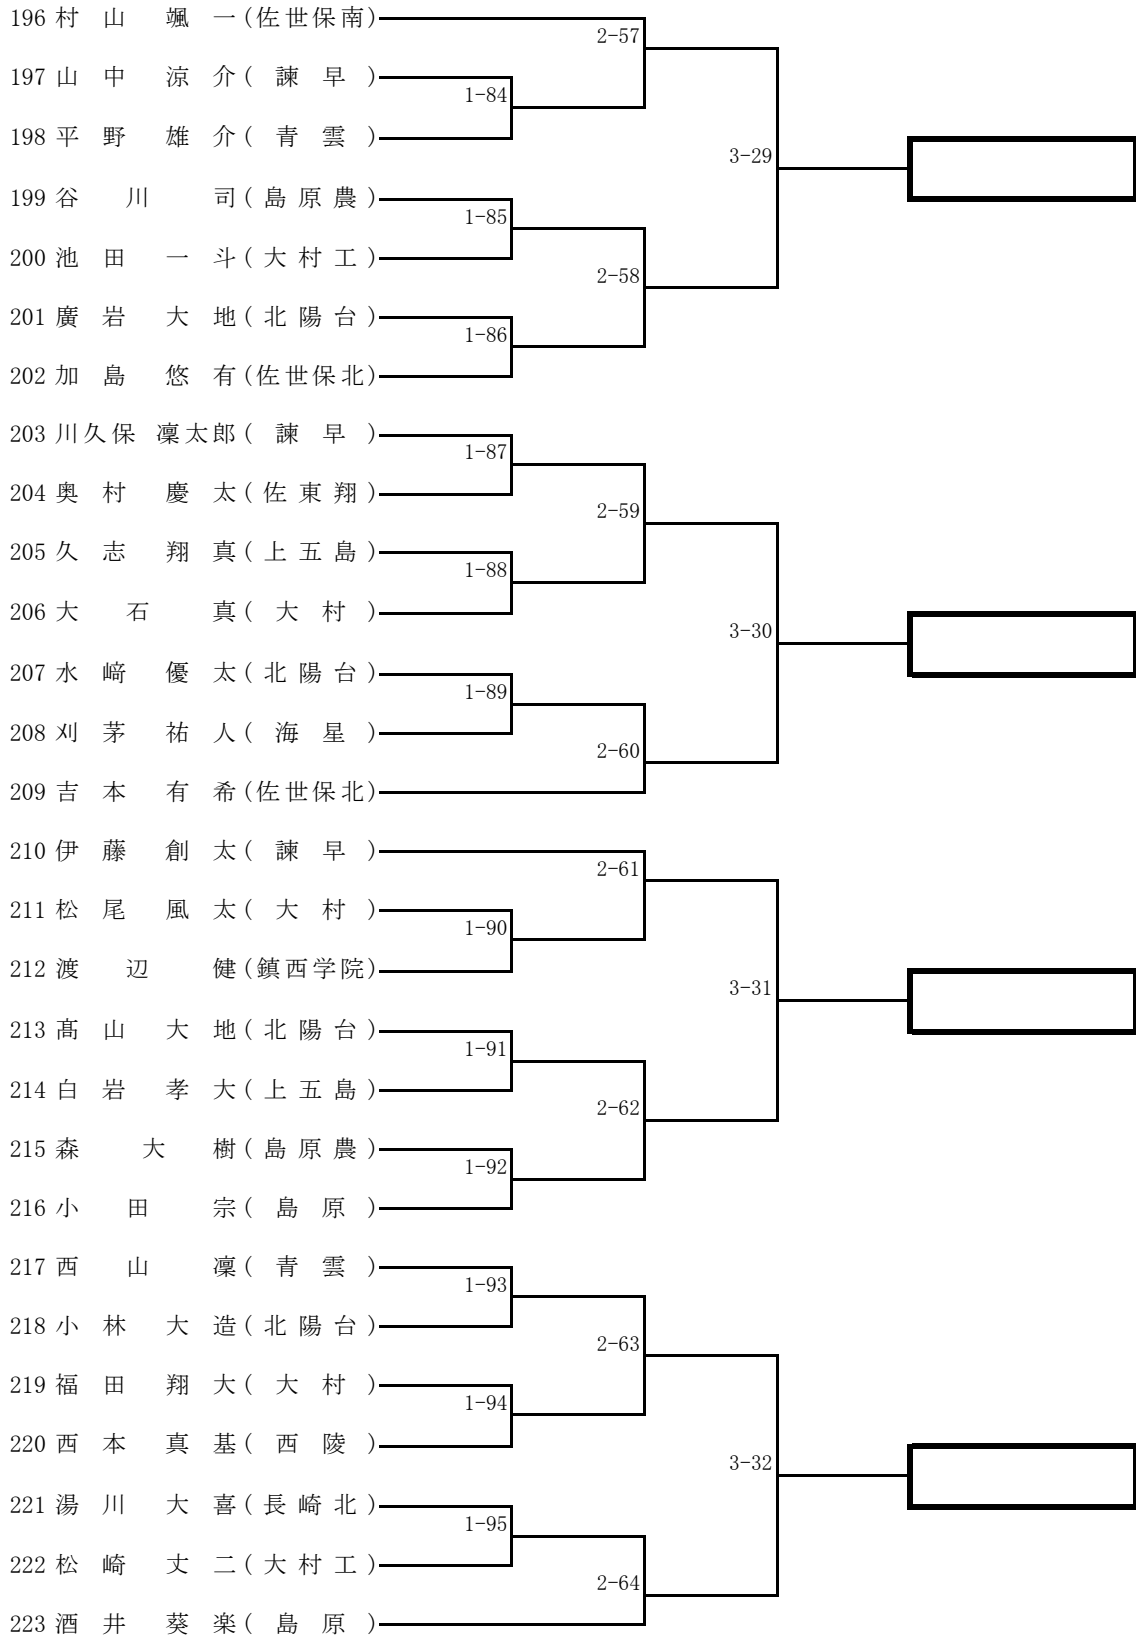 196 村山 颯一 (佐世保南)
2-57
197 山中 涼介 (諫早)
1-84
198 平野 雄介 (青雲)
3-29
199 谷川 司 (島原農)
1-85
200 池田 一斗 (大村工)
2-58
201 廣岩 大地 (北陽台)
1-86
202 加島 悠有 (佐世保北)
203 川久保 凜太郎 (諫早)
1-87
204 奥村 慶太 (佐東翔)
2-59
205 久志 翔真 (上五島)
1-88
206 大石 真 (大村)
3-30
207 水﨑 優太 (北陽台)
1-89
208 刈茅 祐人 (海星)
2-60
209 吉本 有希 (佐世保北)
210 伊藤 創太 (諫早)
2-61
211 松尾 風太 (大村)
1-90
212 渡辺 健 (鎮西学院)
3-31
213 髙山 大地 (北陽台)
1-91
214 白岩 孝大 (上五島)
2-62
215 森 大樹 (島原農)
1-92
216 小田 宗 (島原)
217 西山 凜 (青雲)
1-93
218 小林 大造 (北陽台)
2-63
219 福田 翔大 (大村)
1-94
220 西本 真基 (西陵)
3-32
221 湯川 大喜 (長崎北)
1-95
222 松崎 丈二 (大村工)
2-64
223 酒井 葵楽 (島原)